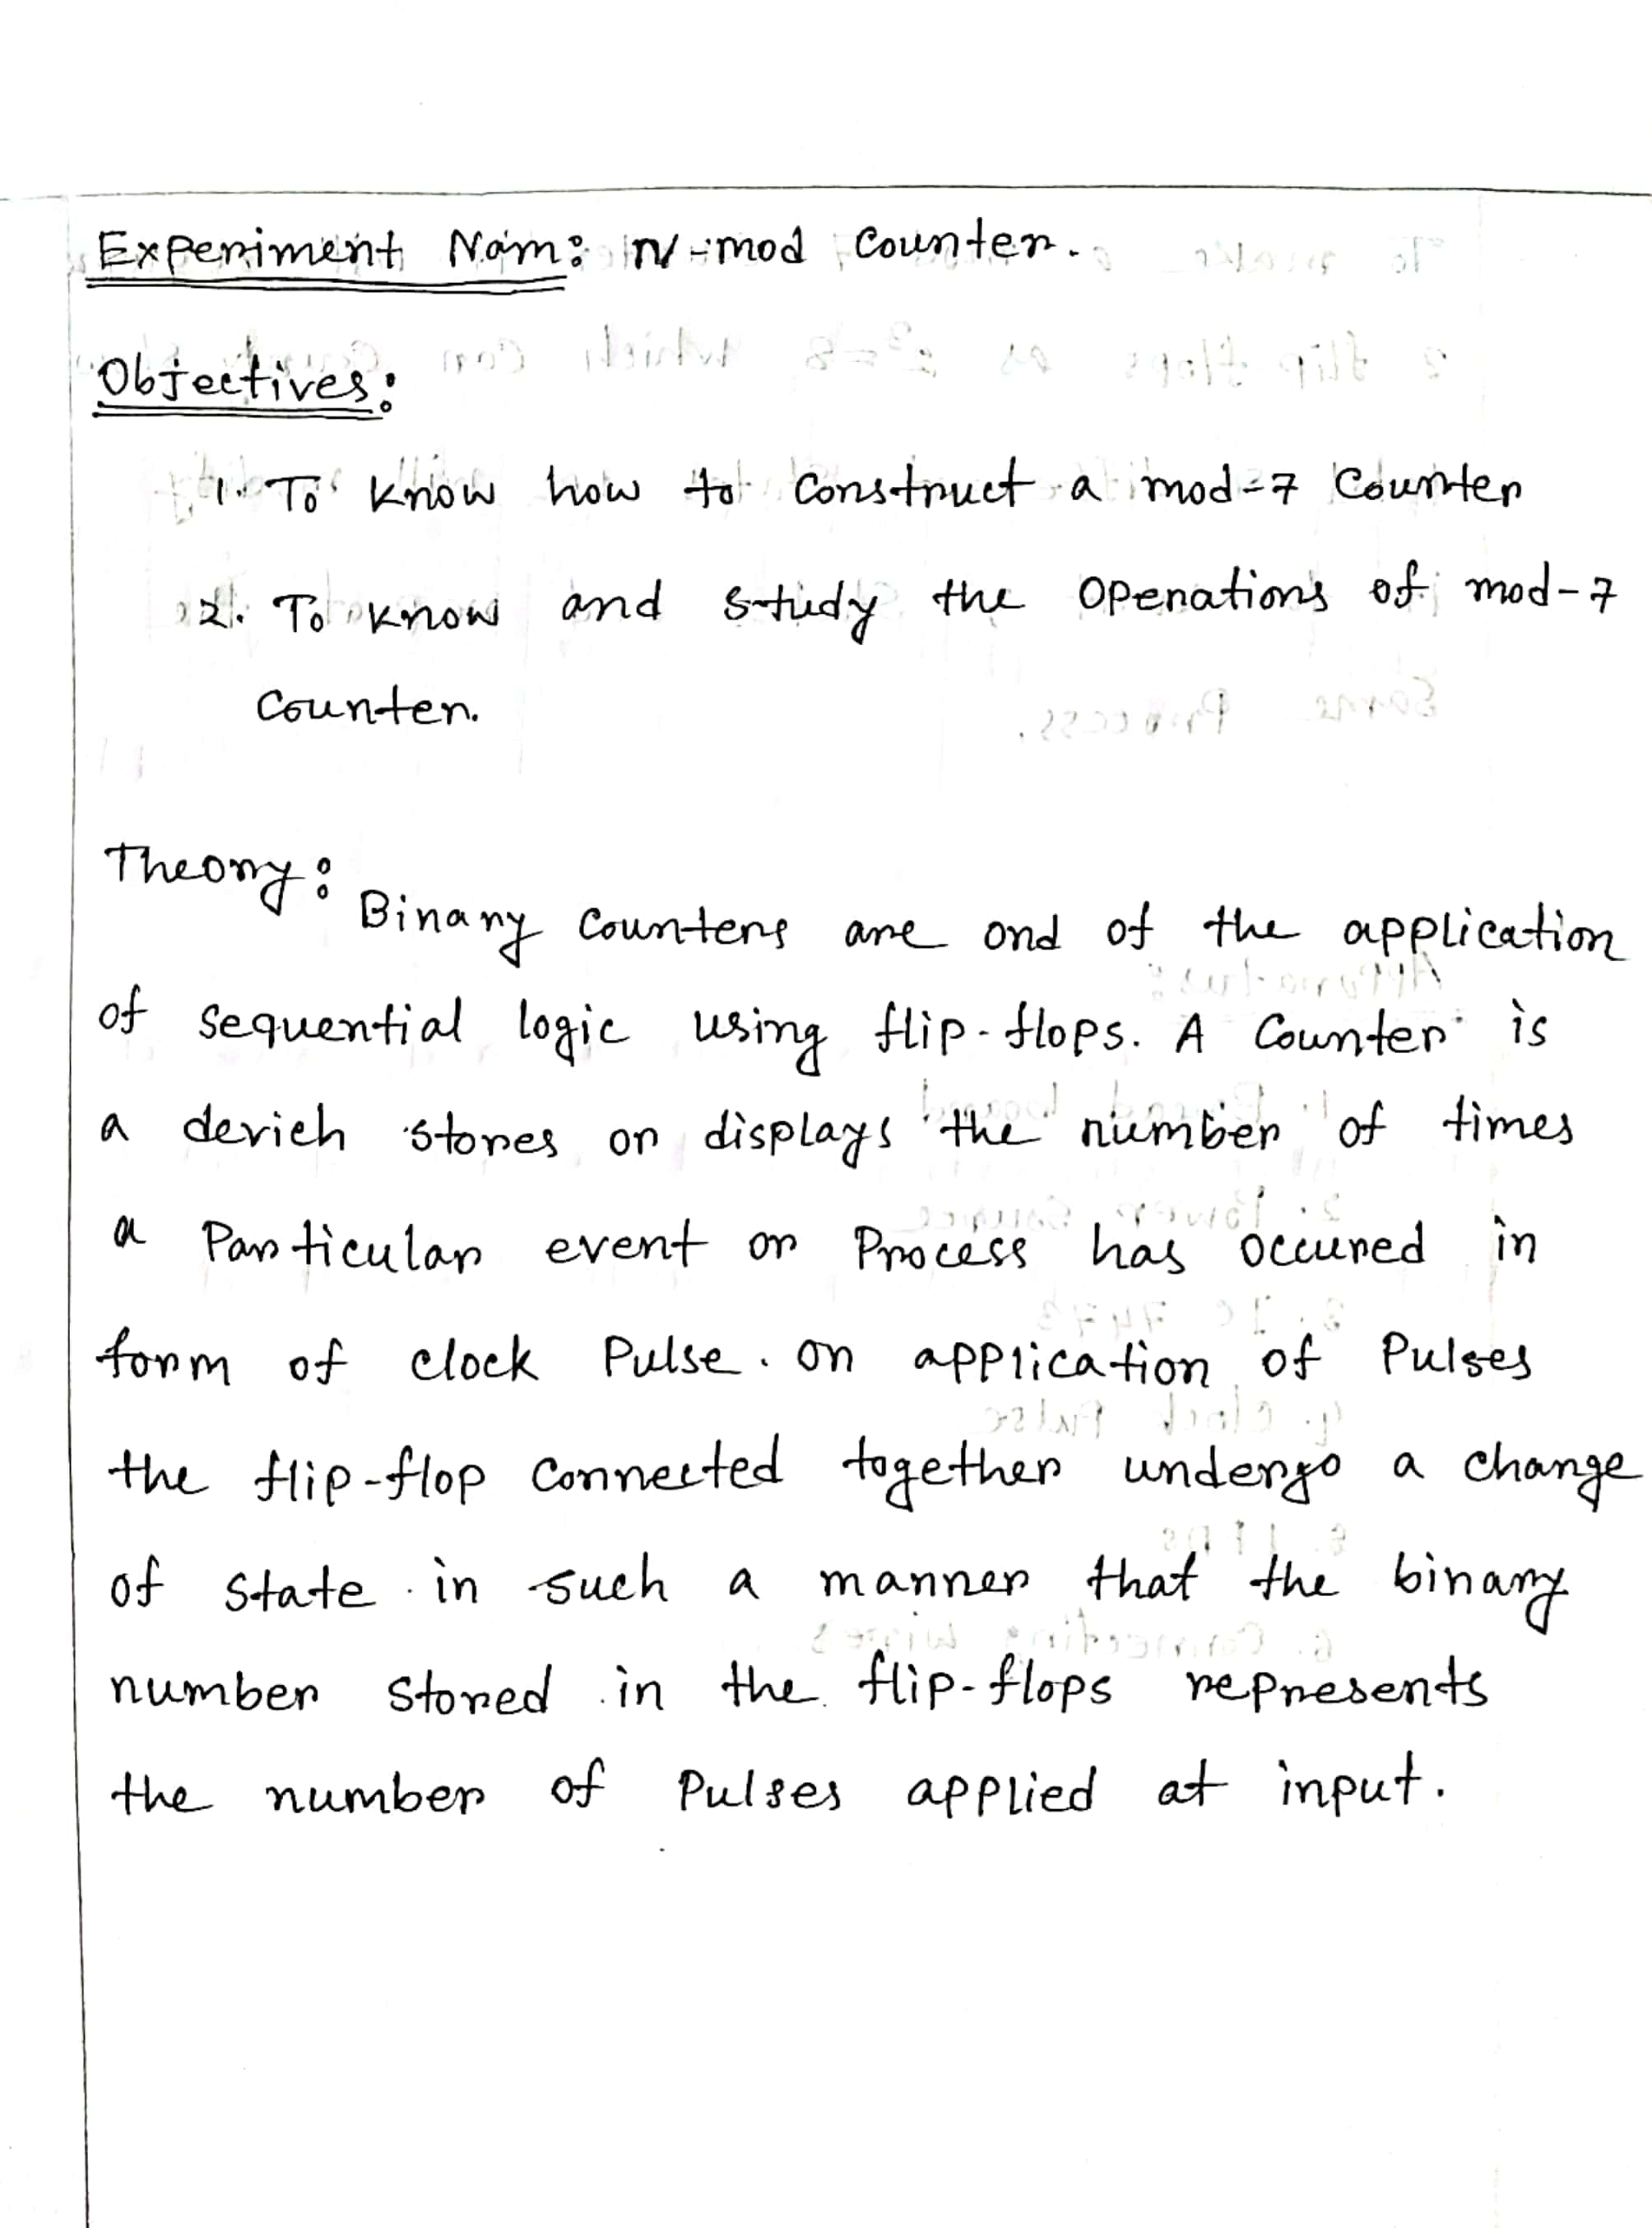 Experiment Nam: N-mod Counter.
Objectives:
1. To know how to construct a mod-7 Counter
2. To know and study the Operations of mod-7
Counter.
Theory:
Binary Counters are ond of the application
of sequential logic using flip-flops. A Counter is
a devich stores or displays the number of times
a Particular event or Process has occured in
form of clock Pulse. on application of Pulses
the flip-flop connected together undergo a change
of state in such a manner that the binary
number stored in the flip-flops represents
the number of Pulses applied at input.